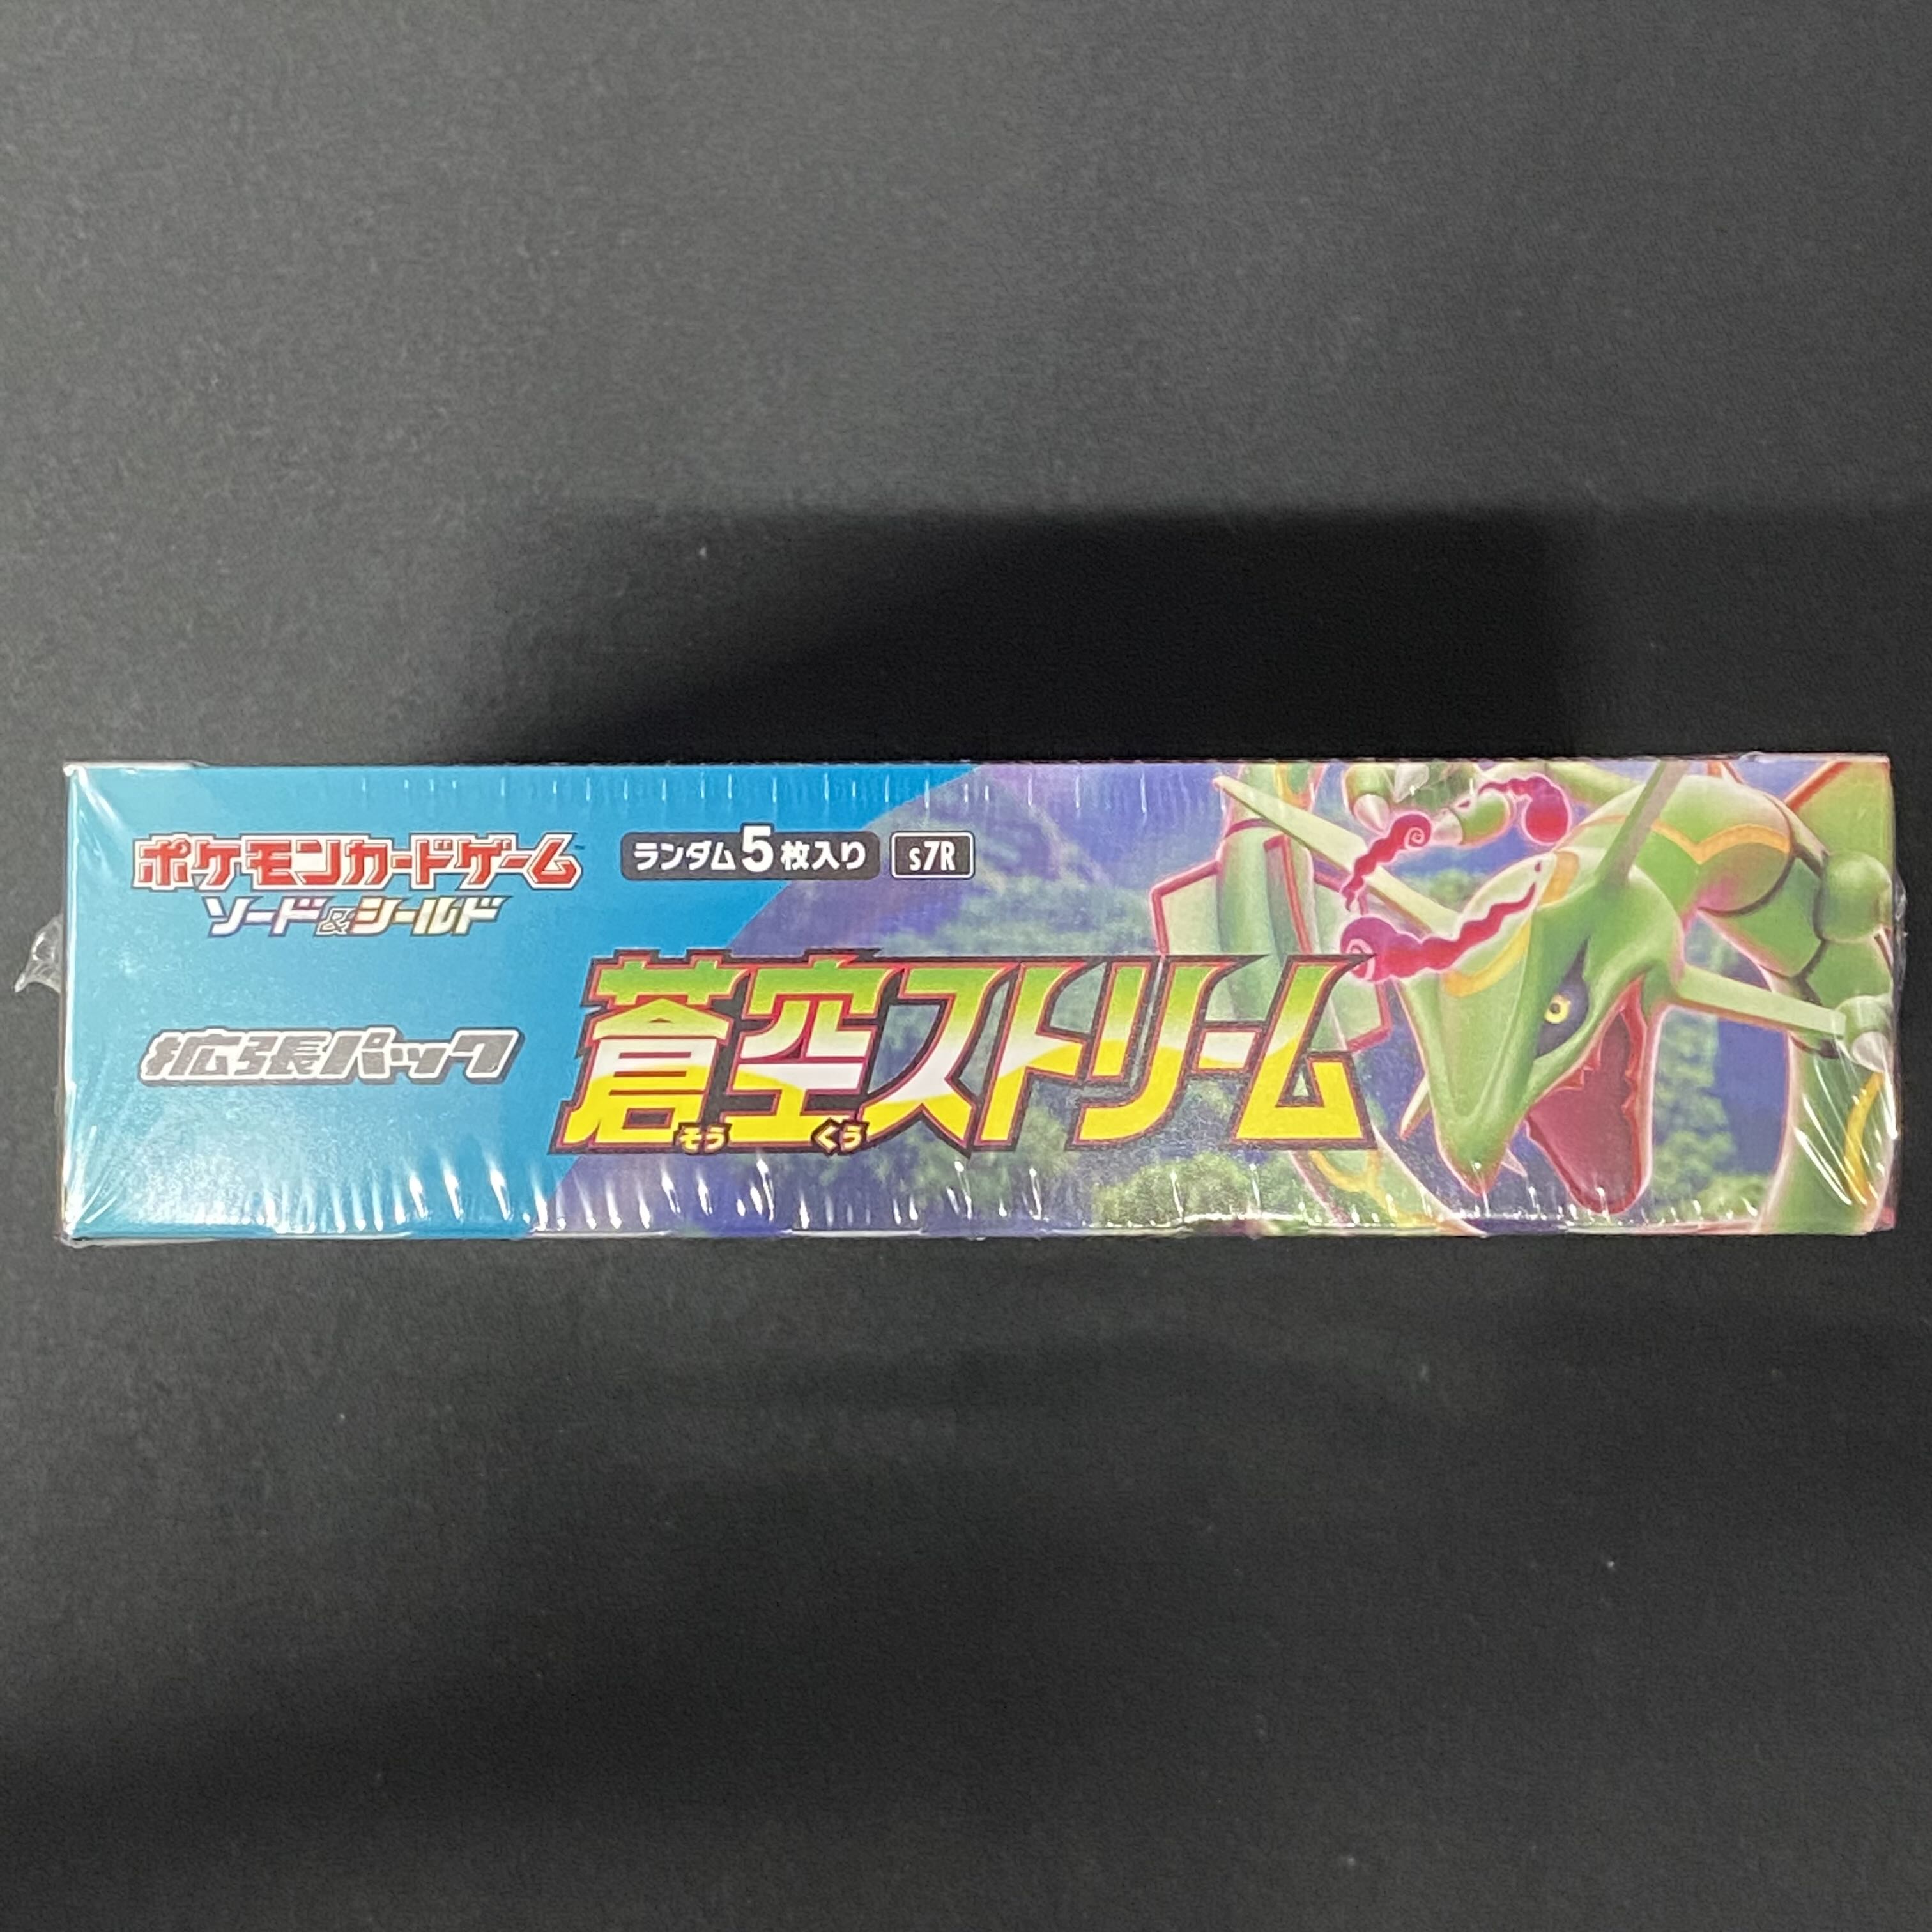 ポケモンカードゲーム™
ソード&シールド
ランダム5枚入り s7R
拡張パック
蒼空ストリーム
そう くう